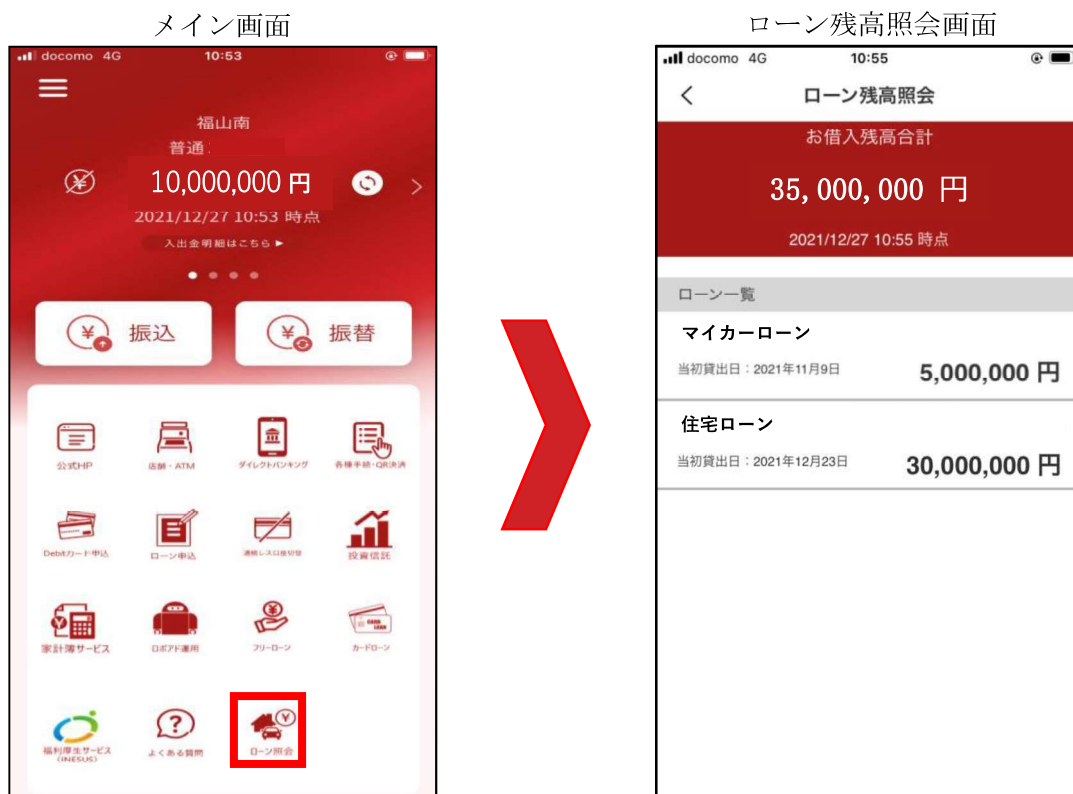 メイン画面
docomo 4G 10:53
福山南
普通
10,000,000 円
2021/12/27 10:53 時点
入出金明細はこちら ▶
振込 振替
公式HP 店舗・ATM ダイレクトバンキング 各種手続・QR決済
Debitカード申込 ローン申込 通帳レス口座切替 投資信託
家計簿サービス ロボアド運用 フリーローン カードローン
CARD LOAN
福利厚生サービス よくある質問 ローン照会
(INESUS)
ローン残高照会画面
docomo 4G 10:55
ローン残高照会
お借入残高合計
35,000,000 円
2021/12/27 10:55 時点
ローン一覧
マイカーローン
当初貸出日：2021年11月9日 5,000,000 円
住宅ローン
当初貸出日：2021年12月23日 30,000,000 円